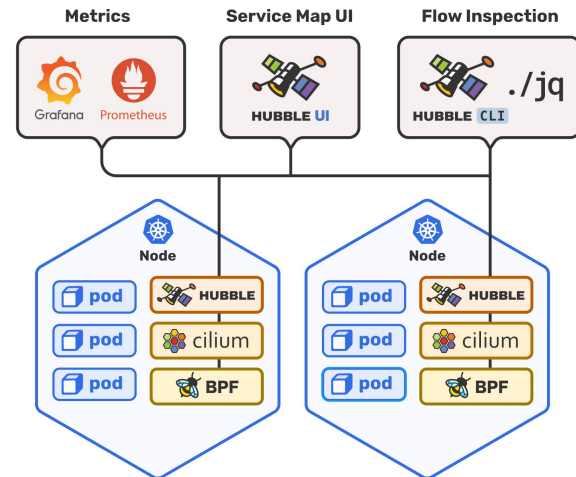 Metrics
Service Map UI
Flow Inspection
Grafana
Prometheus
HUBBLE UI
./jq
HUBBLE CLI
Node
pod
HUBBLE
pod
cilium
pod
BPF
Node
pod
HUBBLE
pod
cilium
pod
BPF